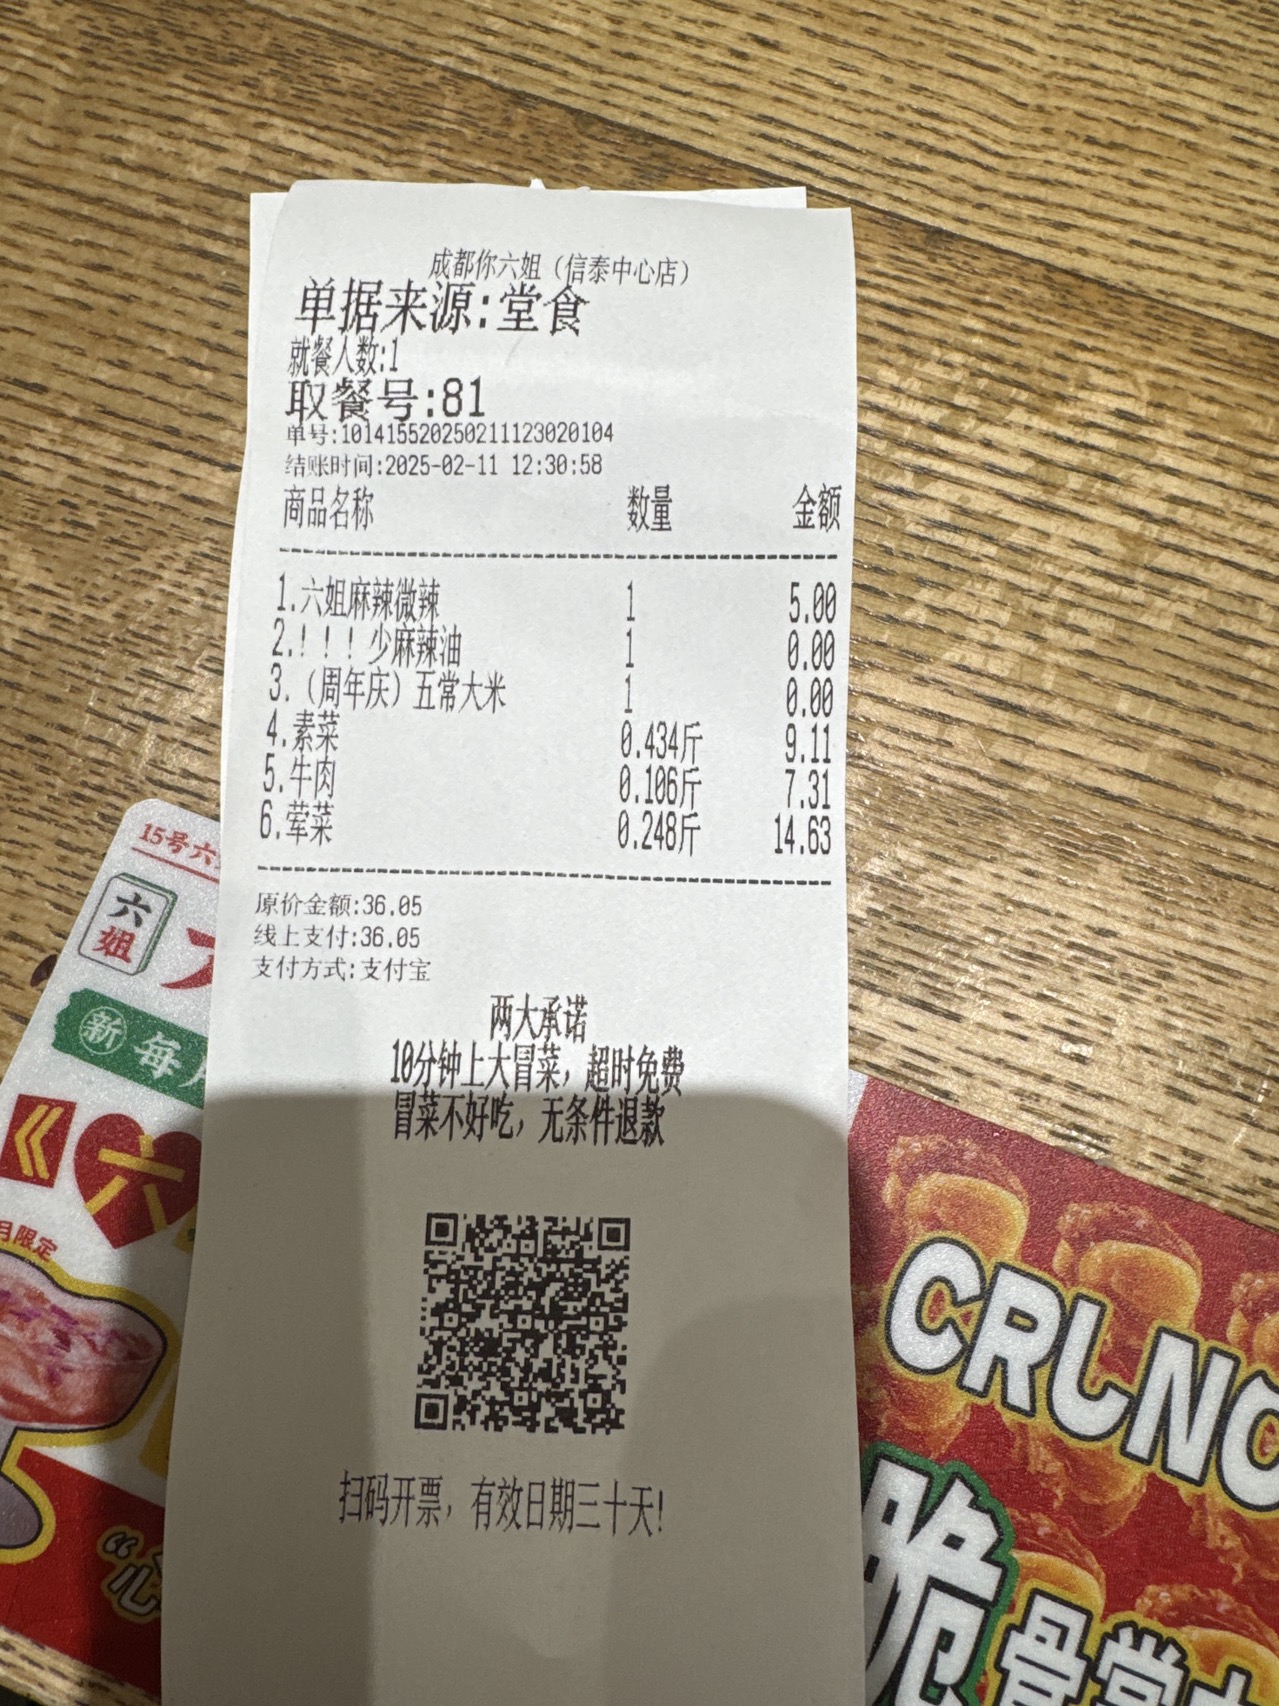 成都你六姐（信泰中心店）
单据来源:堂食
就餐人数:1
取餐号:81
单号:101415520250211123020104
结账时间:2025-02-11 12:30:58
商品名称 数量 金额
1.六姐麻辣微辣 1 5.00
2.！！！少麻辣油 1 0.00
3.（周年庆）五常大米 1 0.00
4.素菜 0.434斤 9.11
5.牛肉 0.106斤 7.31
6.荤菜 0.248斤 14.63
原价金额:36.05
线上支付:36.05
支付方式:支付宝
两大承诺
10分钟上大冒菜，超时免费
冒菜不好吃，无条件退款
扫码开票，有效日期三十天!
15号六
六姐
新 每
《六
月限定
CRUNC
脆
骨掌